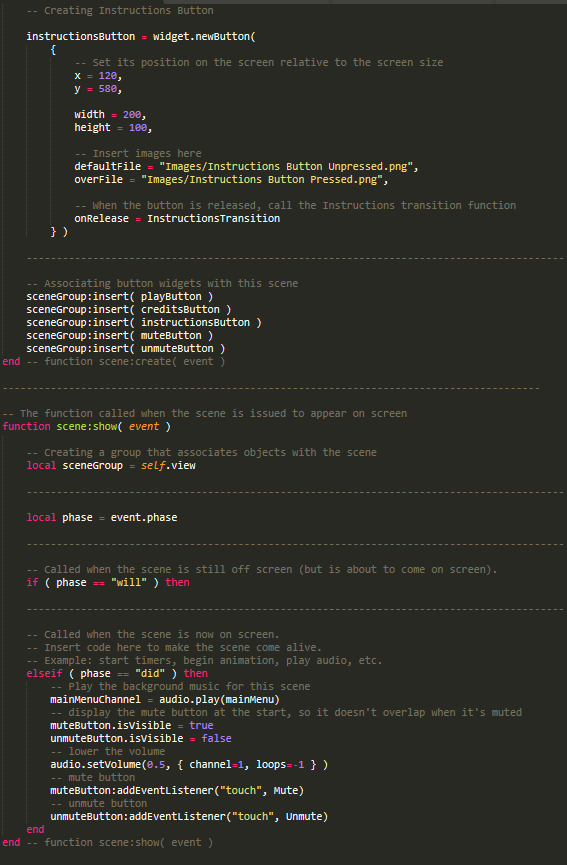 -- Creating Instructions Button
instructionsButton = widget.newButton(
{
-- Set its position on the screen relative to the screen size
x = 120,
y = 580,
width = 200,
height = 100,
-- Insert images here
defaultFile = "Images/Instructions Button Unpressed.png",
overFile = "Images/Instructions Button Pressed.png",
-- When the button is released, call the Instructions transition function
onRelease = InstructionsTransition
} )
-----------------------------------------------------------------------------------------
-- Associating button widgets with this scene
sceneGroup:insert( playButton )
sceneGroup:insert( creditsButton )
sceneGroup:insert( instructionsButton )
sceneGroup:insert( muteButton )
sceneGroup:insert( unmuteButton )
end -- function scene:create( event )
-----------------------------------------------------------------------------------------
-- The function called when the scene is issued to appear on screen
function scene:show( event )
-- Creating a group that associates objects with the scene
local sceneGroup = self.view
-----------------------------------------------------------------------------------------
local phase = event.phase
-----------------------------------------------------------------------------------------
-- Called when the scene is still off screen (but is about to come on screen).
if ( phase == "will" ) then
-----------------------------------------------------------------------------------------
-- Called when the scene is now on screen.
-- Insert code here to make the scene come alive.
-- Example: start timers, begin animation, play audio, etc.
elseif ( phase == "did" ) then
-- Play the background music for this scene
mainMenuChannel = audio.play(mainMenu)
-- display the mute button at the start, so it doesn't overlap when it's muted
muteButton.isVisible = true
unmuteButton.isVisible = false
-- lower the volume
audio.setVolume(0.5, { channel=1, loops=-1 } )
-- mute button
muteButton:addEventListener("touch", Mute)
-- unmute button
unmuteButton:addEventListener("touch", Unmute)
end
end -- function scene:show( event )